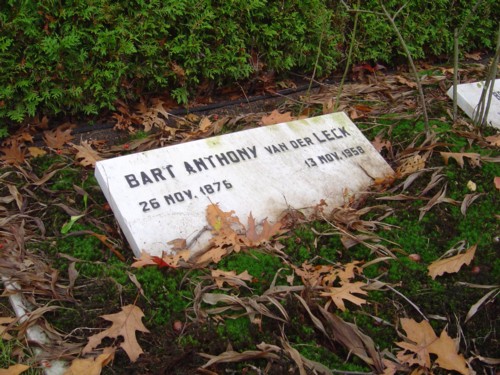 BART ANTHONY VAN DER LECK
26 NOV. 1876 13 NOV. 1958